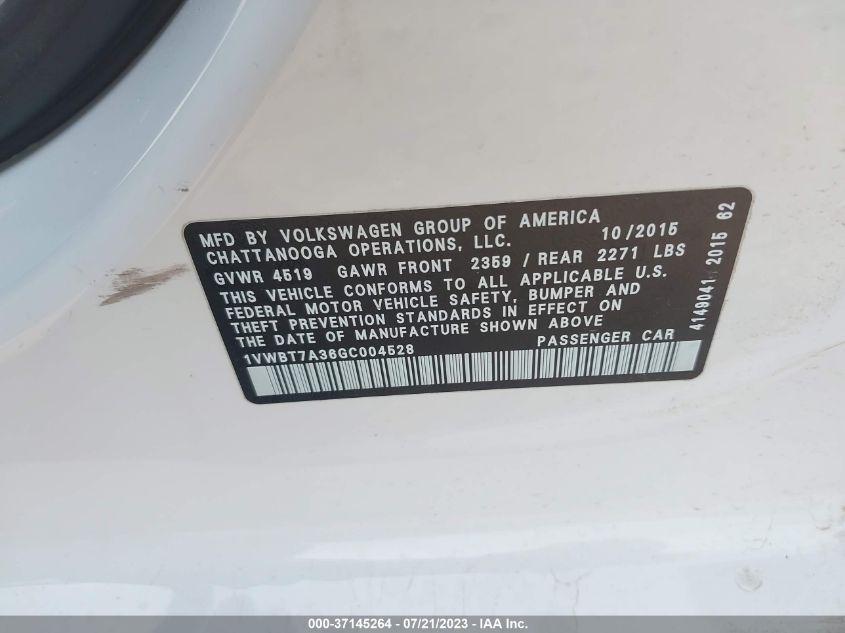 MFD BY VOLKSWAGEN GROUP OF AMERICA
CHATTANOOGA OPERATIONS, LLC. 10/2015
GVWR 4519 GAWR FRONT 2359 / REAR 2271 LBS
THIS VEHICLE CONFORMS TO ALL APPLICABLE U.S.
FEDERAL MOTOR VEHICLE SAFETY, BUMPER AND
THEFT PREVENTION STANDARDS IN EFFECT ON
THE DATE OF MANUFACTURE SHOWN ABOVE
1VWBT7A36GC004528 PASSENGER CAR
4149041 2015 62
000-37145264 - 07/21/2023 - IAA Inc.